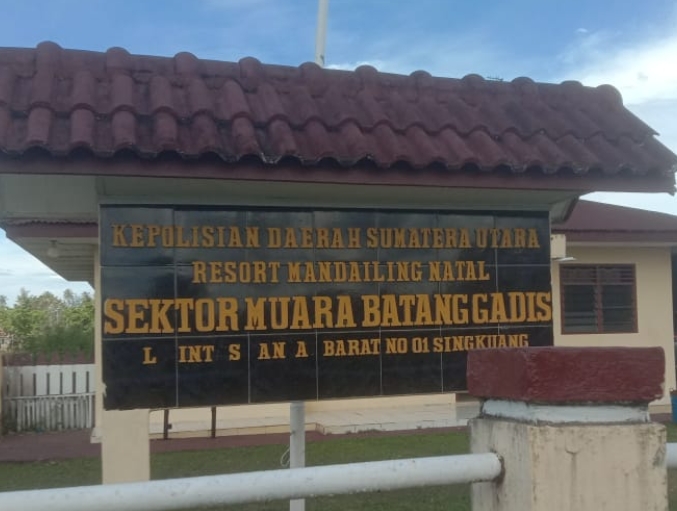 KEPOLISIAN DAERAH SUMATERA UTARA
RESORT MANDAILING NATAL
SEKTOR MUARA BATANG GADIS
L INT S AN A BARAT NO 01 SINGKUANG